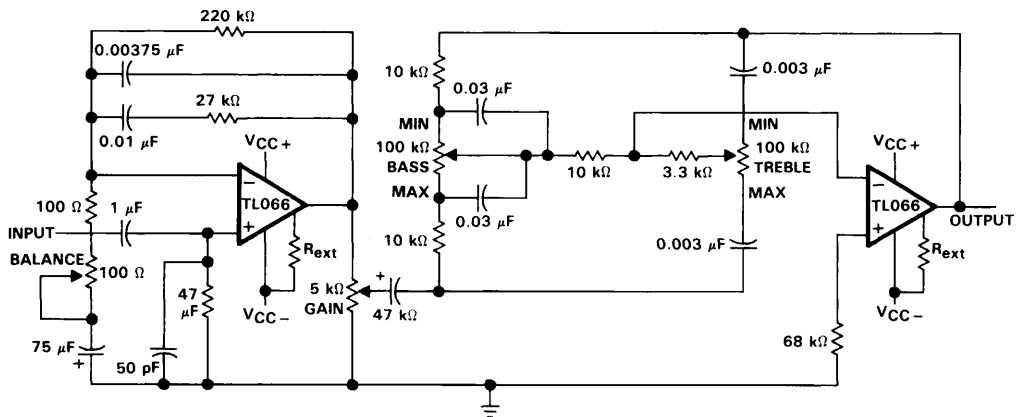 220 kΩ
0.00375 μF
27 kΩ
0.01 μF
VCC+
TL066
100 Ω
1 μF
INPUT
BALANCE
100 Ω
Rext
VCC−
47
μF
75 μF
+
50 pF
5 kΩ
GAIN
+
47 kΩ
10 kΩ
0.03 μF
MIN
100 kΩ
BASS
MAX
0.03 μF
10 kΩ
10 kΩ
3.3 kΩ
0.003 μF
MIN
100 kΩ
TREBLE
MAX
0.003 μF
VCC+
−
TL066
+
OUTPUT
Rext
VCC−
68 kΩ
−
+